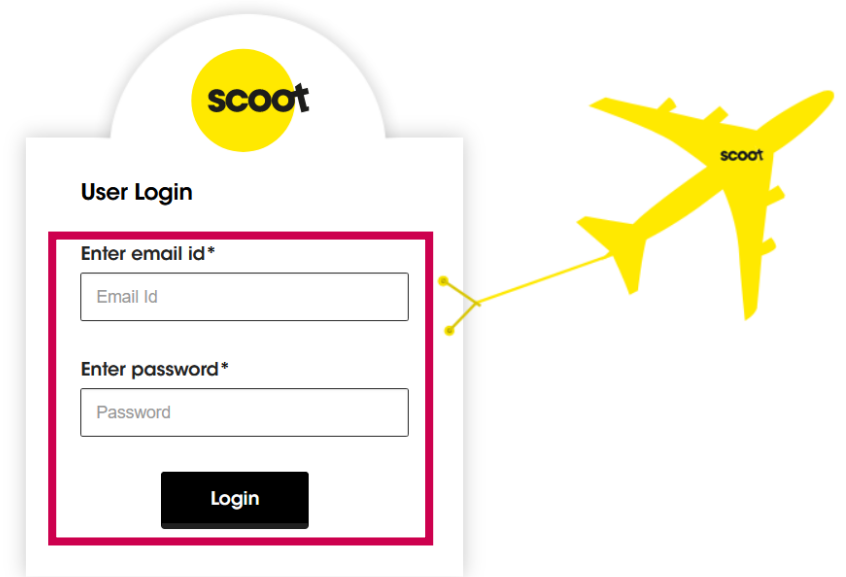 scoot
scoot
User Login
Enter email id*
Email Id
Enter password*
Password
Login